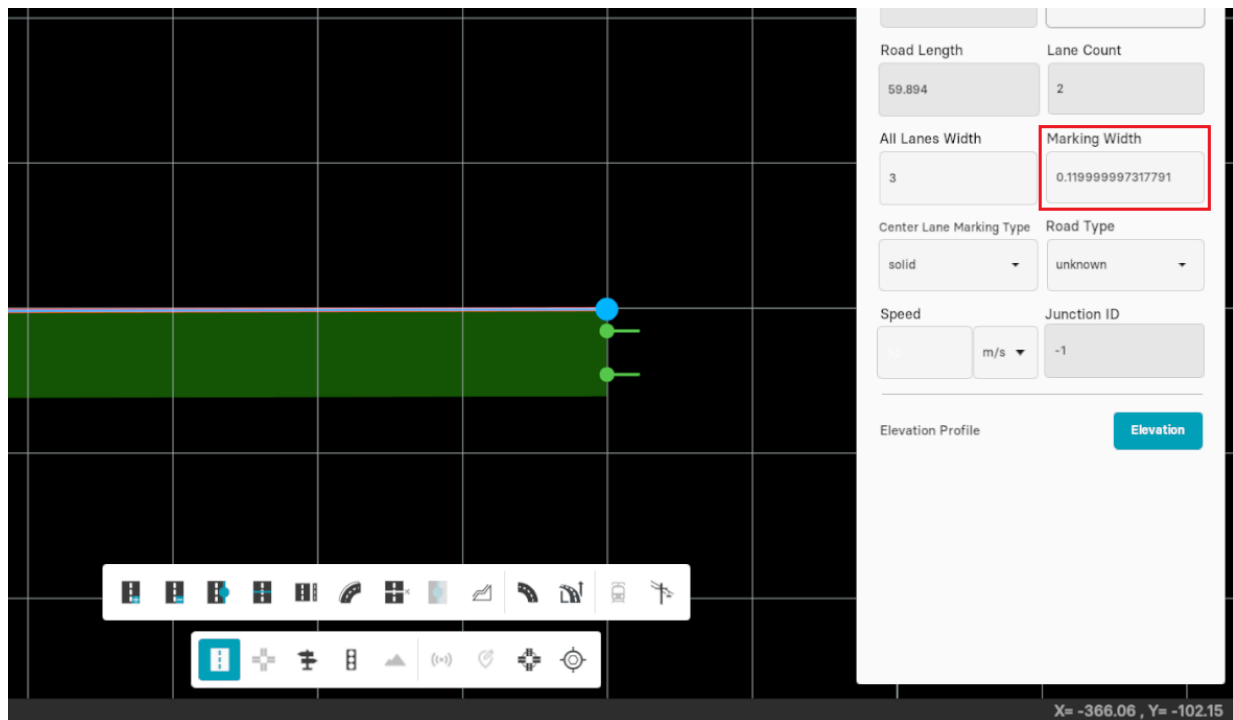 Road Length
Lane Count
59.894
2
All Lanes Width
Marking Width
3
0.119999997317791
Center Lane Marking Type
Road Type
solid
unknown
Speed
Junction ID
m/s
-1
Elevation Profile
Elevation
X= -366.06 , Y= -102.15